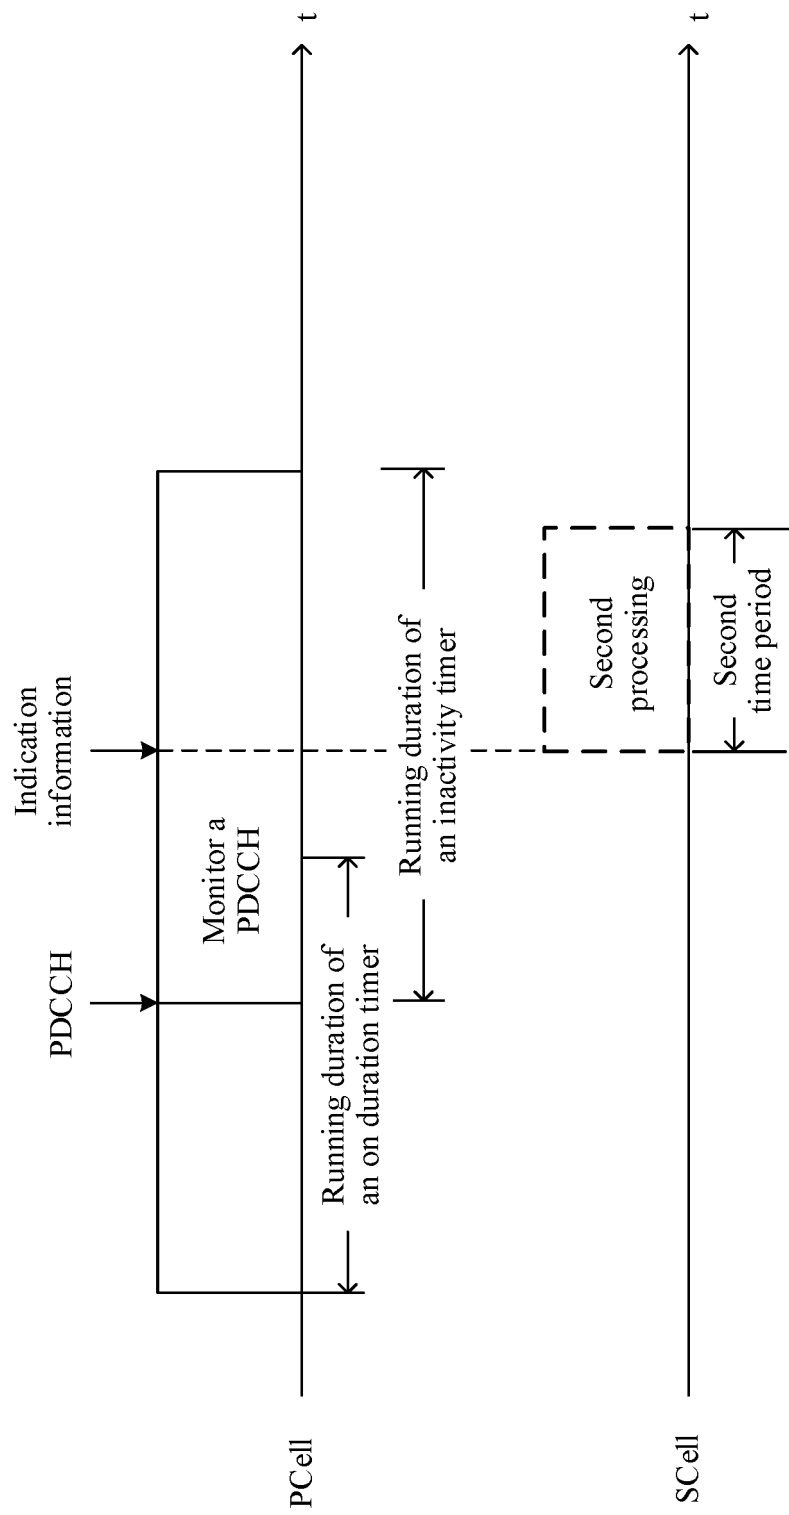 PDCCH
Indication
information
Monitor a
PDCCH
t
PCell
Running duration of
an on duration timer
Running duration of
an inactivity timer
Second
processing
t
SCell
Second
time period